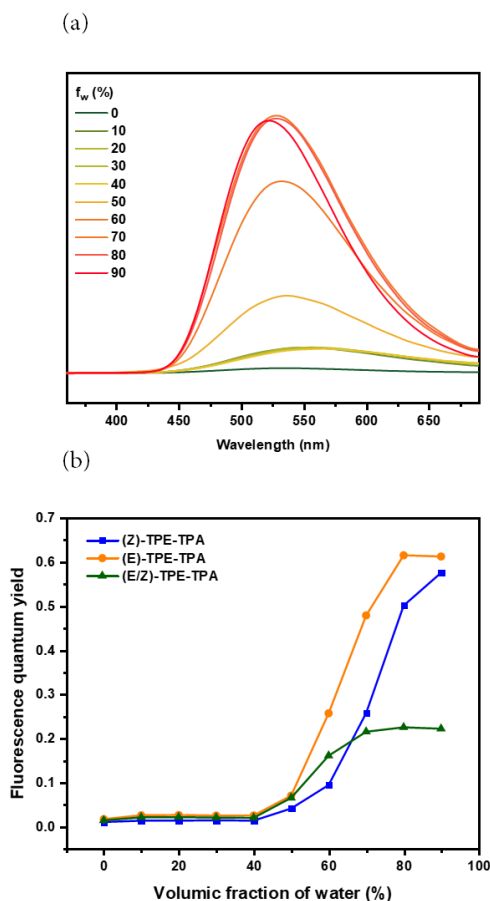 (a)
f_w (%)
0
10
20
30
40
50
60
70
80
90
400 450 500 550 600 650
Wavelength (nm)
(b)
0.7
0.6
0.5
0.4
0.3
0.2
0.1
0.0
Fluorescence quantum yield
(Z)-TPE-TPA
(E)-TPE-TPA
(E/Z)-TPE-TPA
0 20 40 60 80 100
Volumic fraction of water (%)